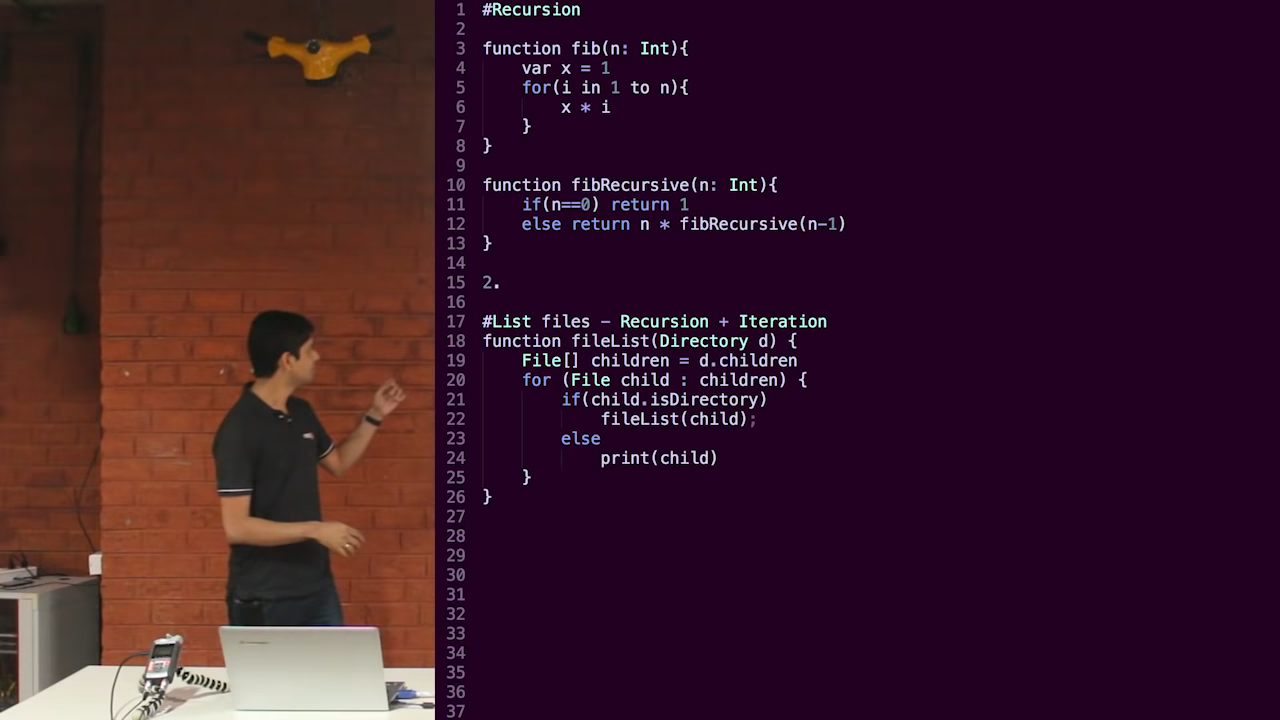 1 #Recursion
2
3 function fib(n: Int){
4 var x = 1
5 for(i in 1 to n){
6 x * i
7 }
8 }
9
10 function fibRecursive(n: Int){
11 if(n==0) return 1
12 else return n * fibRecursive(n-1)
13 }
14
15 2.
16
17 #List files - Recursion + Iteration
18 function fileList(Directory d) {
19 File[] children = d.children
20 for (File child : children) {
21 if(child.isDirectory)
22 fileList(child);
23 else
24 print(child)
25 }
26 }
27
28
29
30
31
32
33
34
35
36
37